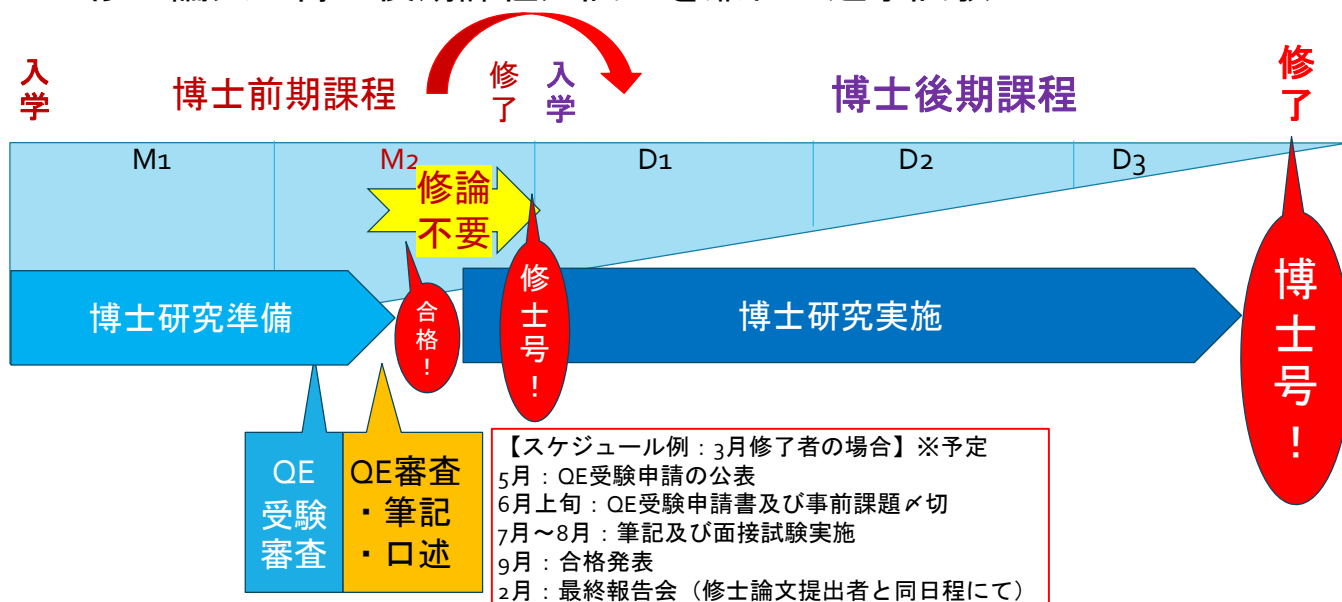 入学
博士前期課程
修了
入学
博士後期課程
修了
M1
M2
D1
D2
D3
修論
不要
博士研究準備
合格！
修士号！
博士研究実施
博士号！
QE
受験
審査
QE審査
・筆記
・口述
【スケジュール例：3月修了者の場合】※予定
5月：QE受験申請の公表
6月上旬：QE受験申請書及び事前課題〆切
7月～8月：筆記及び面接試験実施
9月：合格発表
2月：最終報告会（修士論文提出者と同日程にて）